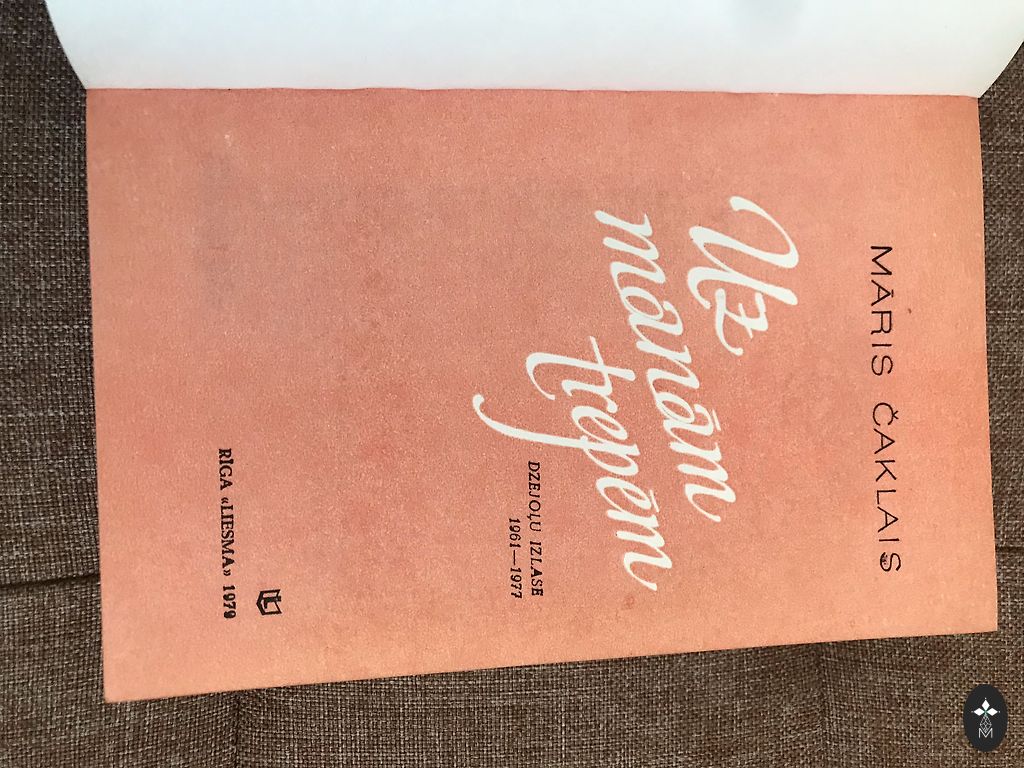 MĀRIS ČAKLAIS
Uz
manām
trepēm
DZEJOĻU IZLASE
1961—1977
RĪGA «LIESMA» 1979
M